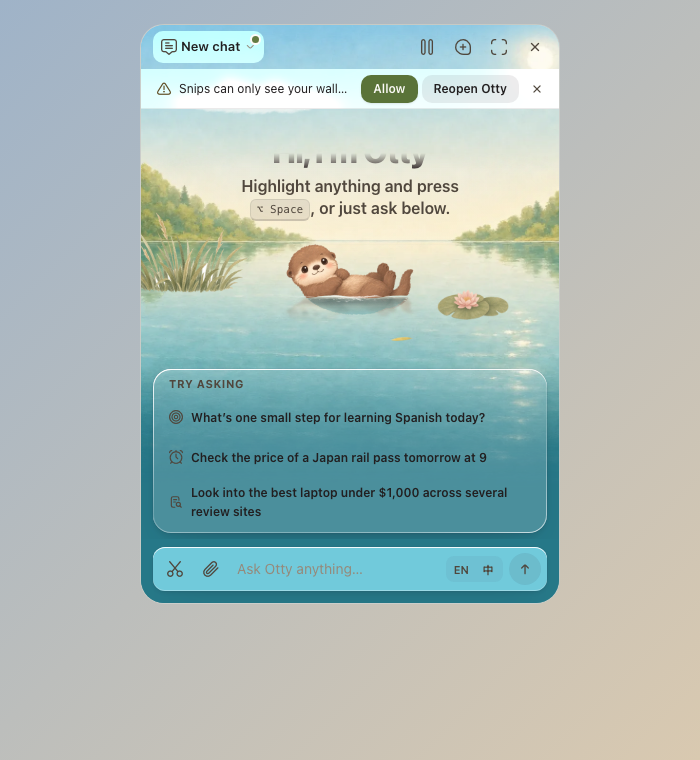 New chat
Snips can only see your wall...
Allow
Reopen Otty
Hi, I'm Otty
Highlight anything and press
⌥ Space, or just ask below.
TRY ASKING
What's one small step for learning Spanish today?
Check the price of a Japan rail pass tomorrow at 9
Look into the best laptop under $1,000 across several
review sites
Ask Otty anything...
EN 中